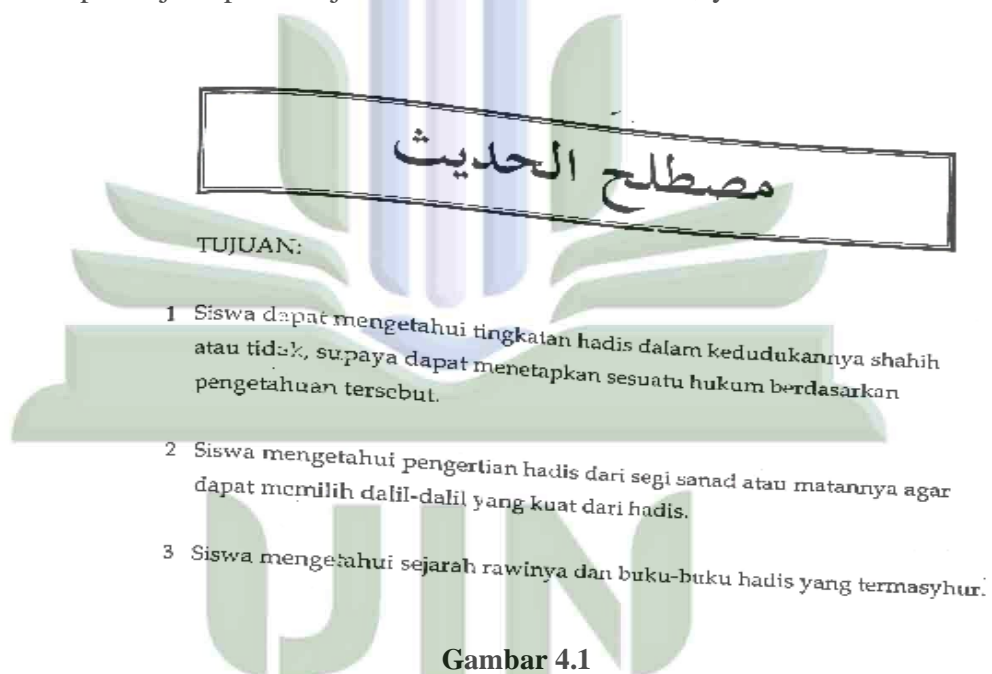 مصطلح الحديث
TUJUAN:
1 Siswa dapat mengetahui tingkatan hadis dalam kedudukannya shahih
atau tidak, supaya dapat menetapkan sesuatu hukum berdasarkan
pengetahuan tersebut.
2 Siswa mengetahui pengertian hadis dari segi sanad atau matannya agar
dapat memilih dalil-dalil yang kuat dari hadis.
3 Siswa mengetahui sejarah rawinya dan buku-buku hadis yang termasyhur.
UIN
Gambar 4.1